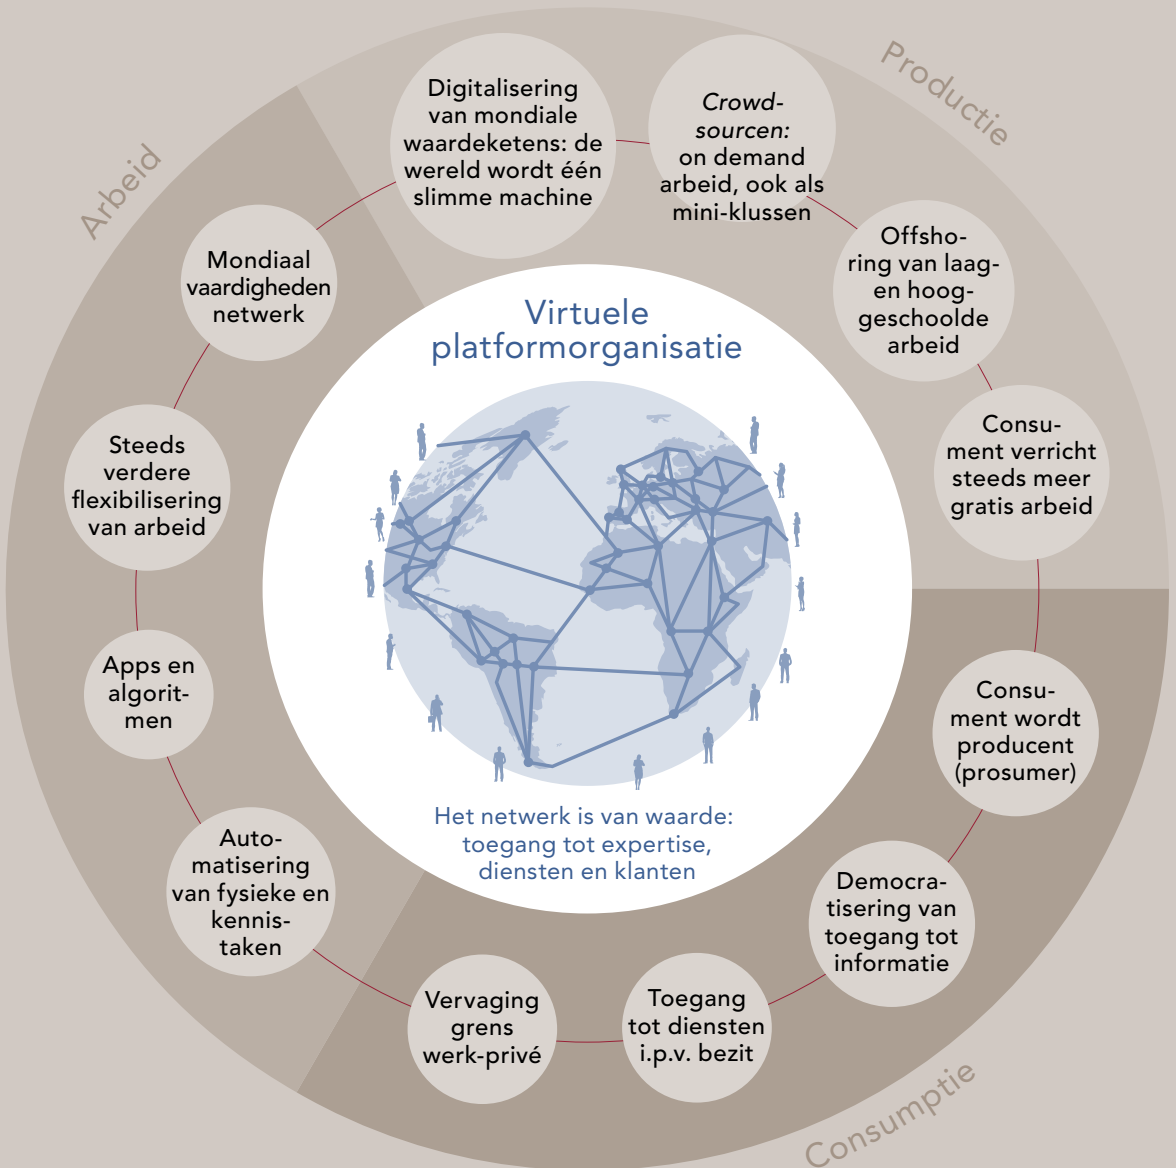 Arbeid
Productie
Consumptie
Digitalisering
van mondiale
waardeketens: de
wereld wordt één
slimme machine
Crowd-
sourcen:
on demand
arbeid, ook als
mini-klussen
Offsho-
ring van laag-
en hoog-
geschoolde
arbeid
Consu-
ment verricht
steeds meer
gratis arbeid
Consu-
ment wordt
producent
(prosumer)
Democra-
tisering van
toegang tot
informatie
Toegang
tot diensten
i.p.v. bezit
Vervaging
grens
werk-privé
Auto-
matisering
van fysieke en
kennis-
taken
Apps en
algorit-
men
Steeds
verdere
flexibilisering
van arbeid
Mondiaal
vaardigheden
netwerk
Virtuele
platformorganisatie
Het netwerk is van waarde:
toegang tot expertise,
diensten en klanten